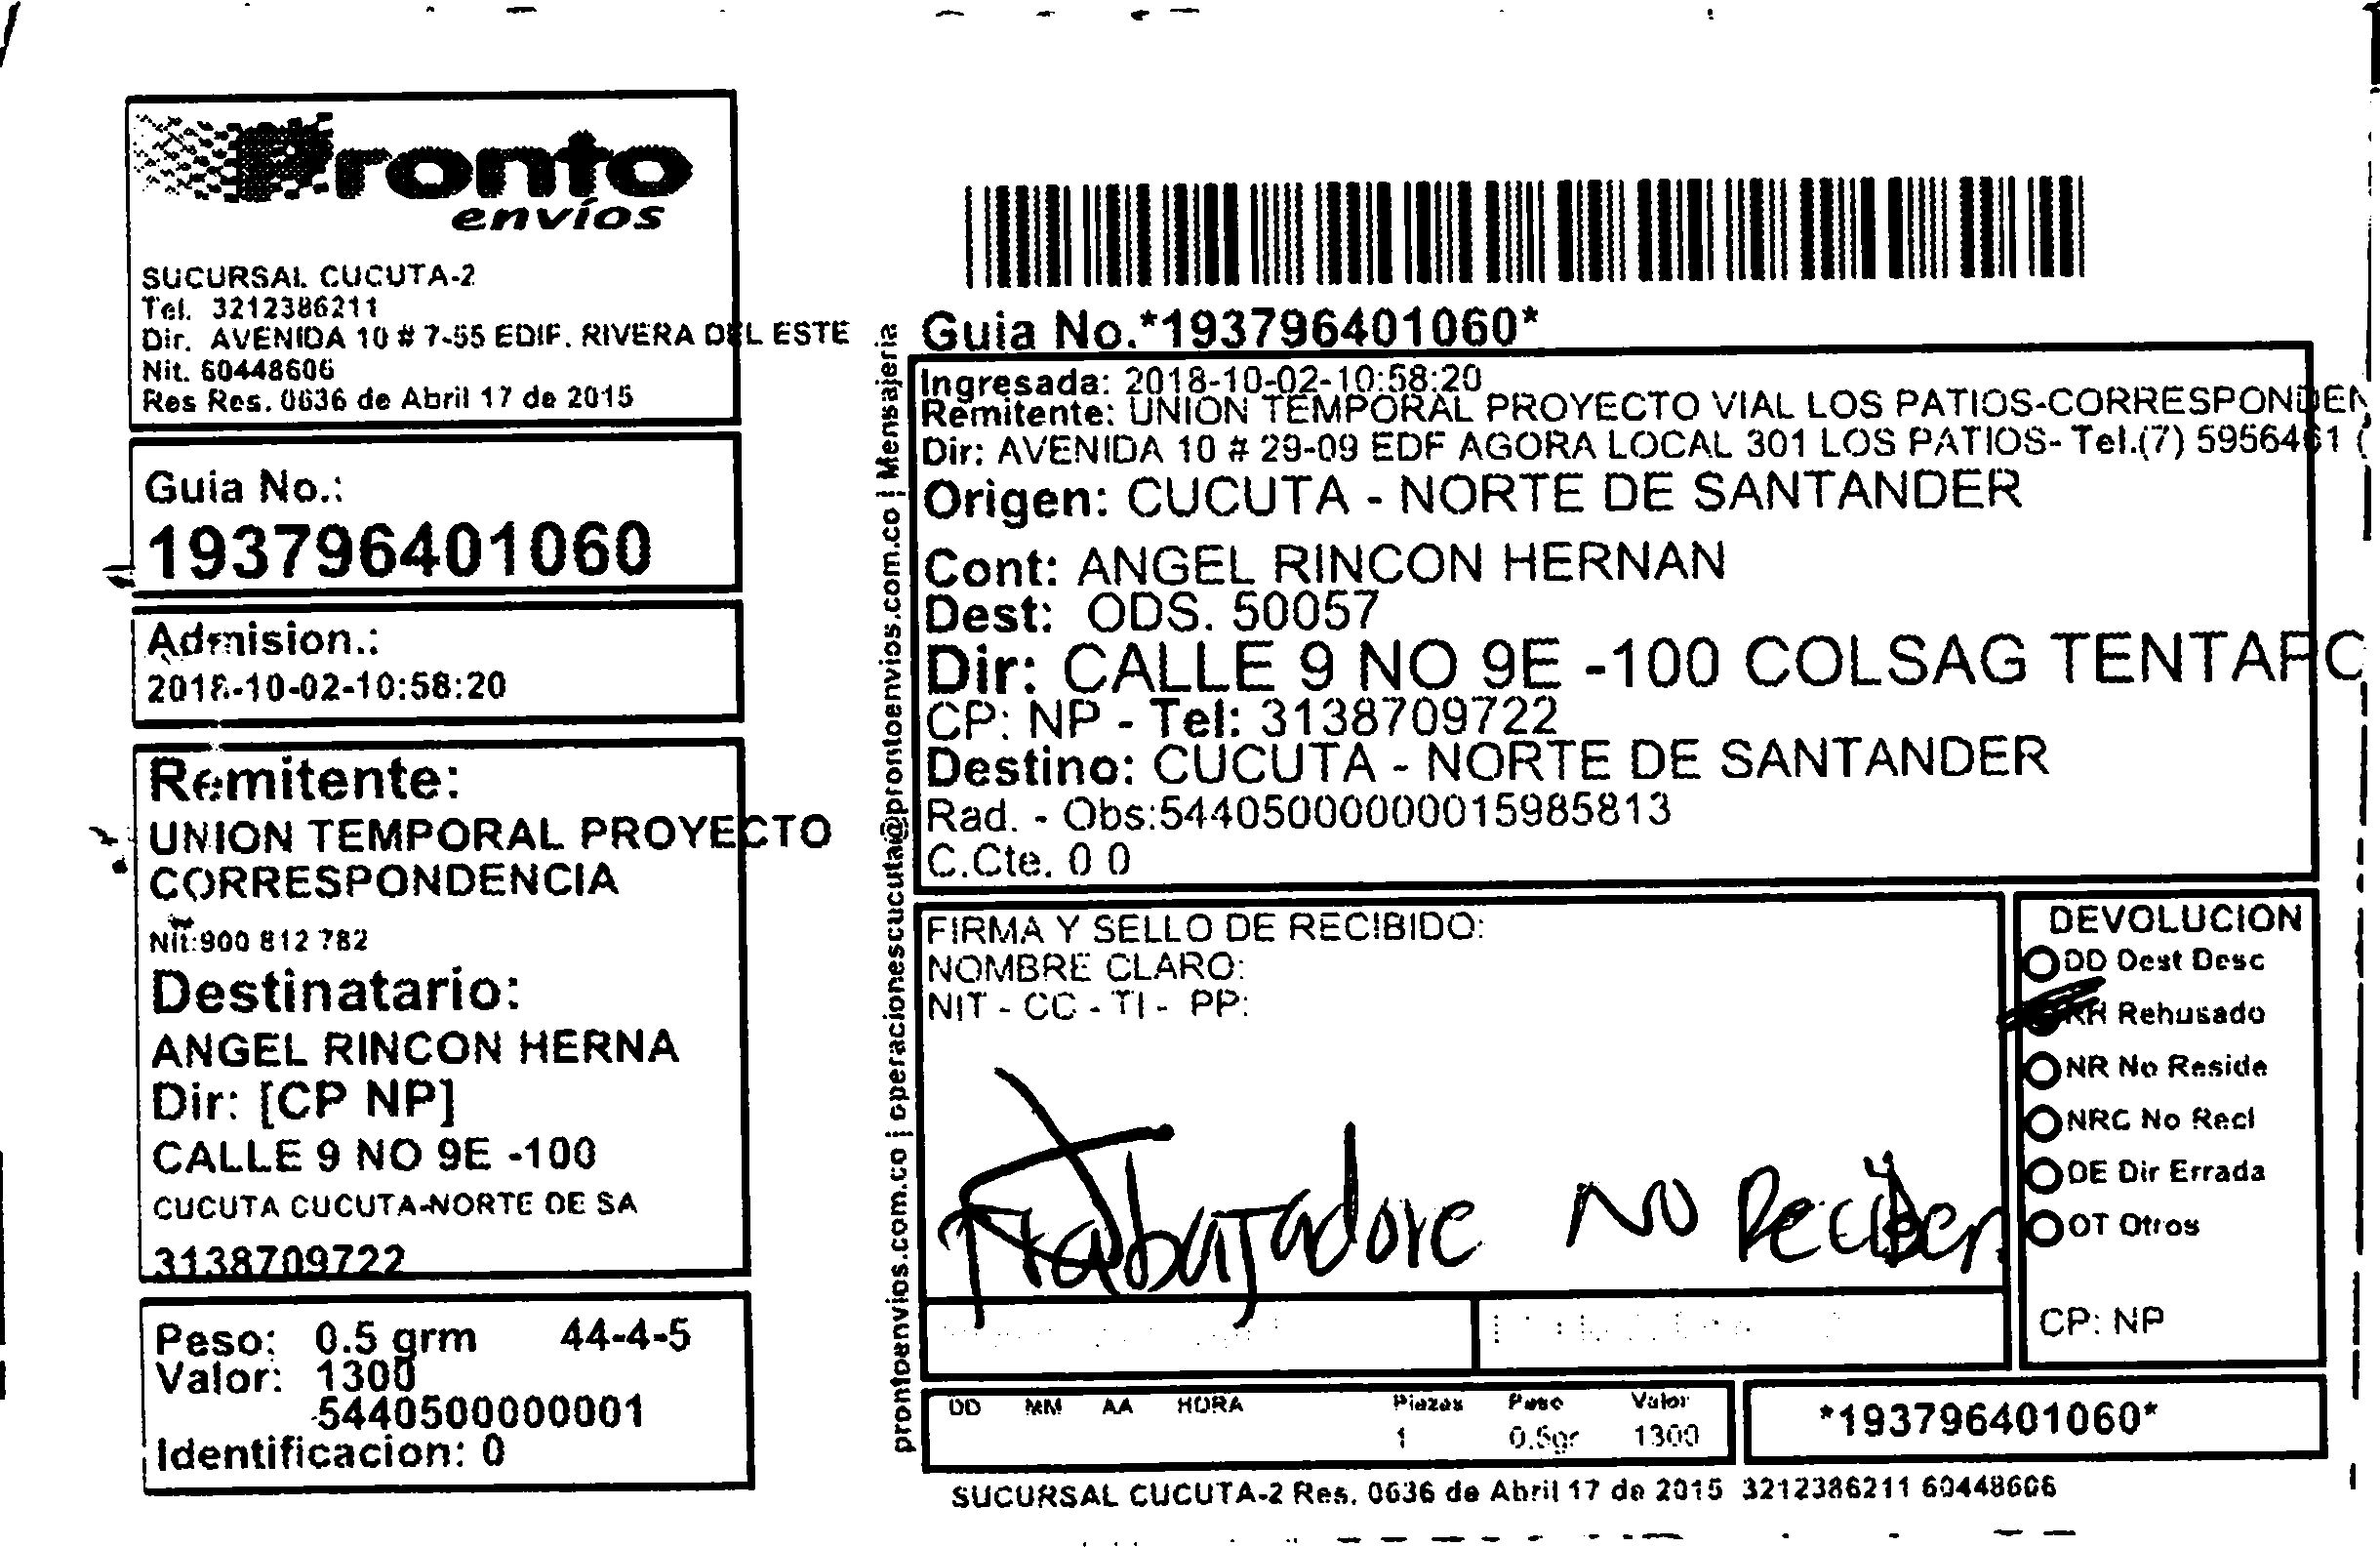 Pronto
envíos
SUCURSAL CUCUTA-2
Tel. 3212386211
Dir. AVENIDA 10 # 7-55 EDIF. RIVERA DEL ESTE
Nit. 60448606
Res Res. 0636 de Abril 17 de 2015
Guia No.:
193796401060
Admision.:
2018-10-02-10:58:20
Remitente:
UNION TEMPORAL PROYECTO
CORRESPONDENCIA
Nit:900 812 782
Destinatario:
ANGEL RINCON HERNA
Dir: [CP NP]
CALLE 9 NO 9E -100
CUCUTA CUCUTA-NORTE DE SA
3138709722
Peso: 0.5 grm 44-4-5
Valor: 1300
5440500000001
Identificacion: 0
prontoenvios.com.co | operacionescucuta@prontoenvios.com.co | Mensajeria
Guia No.*193796401060*
Ingresada: 2018-10-02-10:58:20
Remitente: UNION TEMPORAL PROYECTO VIAL LOS PATIOS-CORRESPONDEN
Dir: AVENIDA 10 # 29-09 EDF AGORA LOCAL 301 LOS PATIOS- Tel.(7) 5956461 (
Origen: CUCUTA - NORTE DE SANTANDER
Cont: ANGEL RINCON HERNAN
Dest: ODS. 50057
Dir: CALLE 9 NO 9E -100 COLSAG
CP: NP - Tel: 3138709722
Destino: CUCUTA - NORTE DE SANTANDER
Rad. - Obs:544050000000015985813
C.Cte. 0 0
FIRMA Y SELLO DE RECIBIDO:
NOMBRE CLARO:
NIT - CC - TI - PP:
Trabajadore NO Reciben
DEVOLUCION
DD Dest Desc
RH Rehusado
NR No Reside
NRC No Recl
DE Dir Errada
OT Otros
CP: NP
DD MM AA HORA Piezas Peso Valor
1 0.5gr 1300
*193796401060*
SUCURSAL CUCUTA-2 Res. 0636 de Abril 17 de 2015 3212386211 60448606